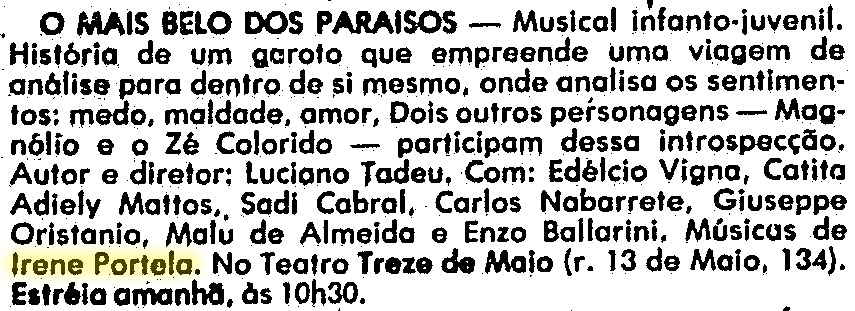 O MAIS BELO DOS PARAISOS — Musical infanto-juvenil.
História de um garoto que empreende uma viagem de
análise para dentro de si mesmo, onde analisa os sentimen-
tos: medo, maldade, amor, Dois outros personagens — Mag-
nólio e o Zé Colorido — participam dessa introspecção.
Autor e diretor: Luciano Tadeu. Com: Edélcio Vigna, Catita
Adiely Mattos, Sadi Cabral, Carlos Nabarrete, Giuseppe
Oristanio, Malu de Almeida e Enzo Ballarini. Músicas de
Irene Portela. No Teatro Treze de Maio (r. 13 de Maio, 134).
Estréia amanhã, às 10h30.